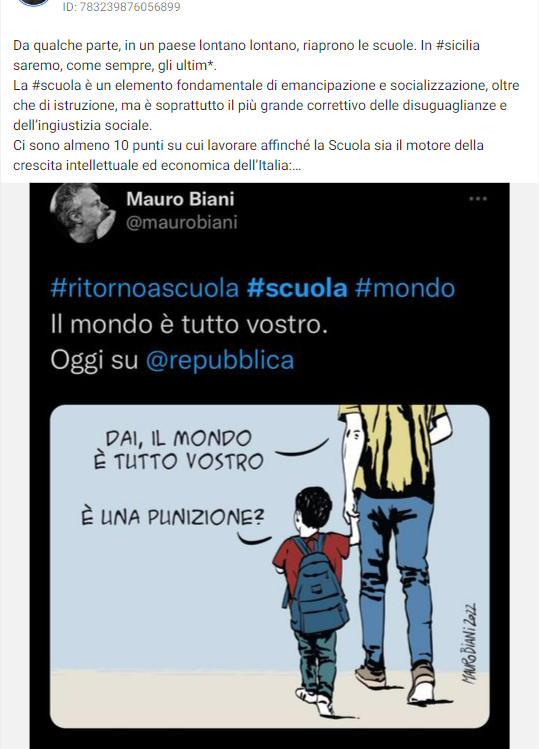 ID: 783239876056899
Da qualche parte, in un paese lontano lontano, riaprono le scuole. In #sicilia
saremo, come sempre, gli ultim*.
La #scuola è un elemento fondamentale di emancipazione e socializzazione, oltre
che di istruzione, ma è soprattutto il più grande correttivo delle disuguaglianze e
dell'ingiustizia sociale.
Ci sono almeno 10 punti su cui lavorare affinché la Scuola sia il motore della
crescita intellettuale ed economica dell'Italia:...
Mauro Biani
@maurobiani
#ritornoascuola #scuola #mondo
Il mondo è tutto vostro.
Oggi su @repubblica
DAI, IL MONDO
È TUTTO VOSTRO
È UNA PUNIZIONE?
MAURO BIANI 2022